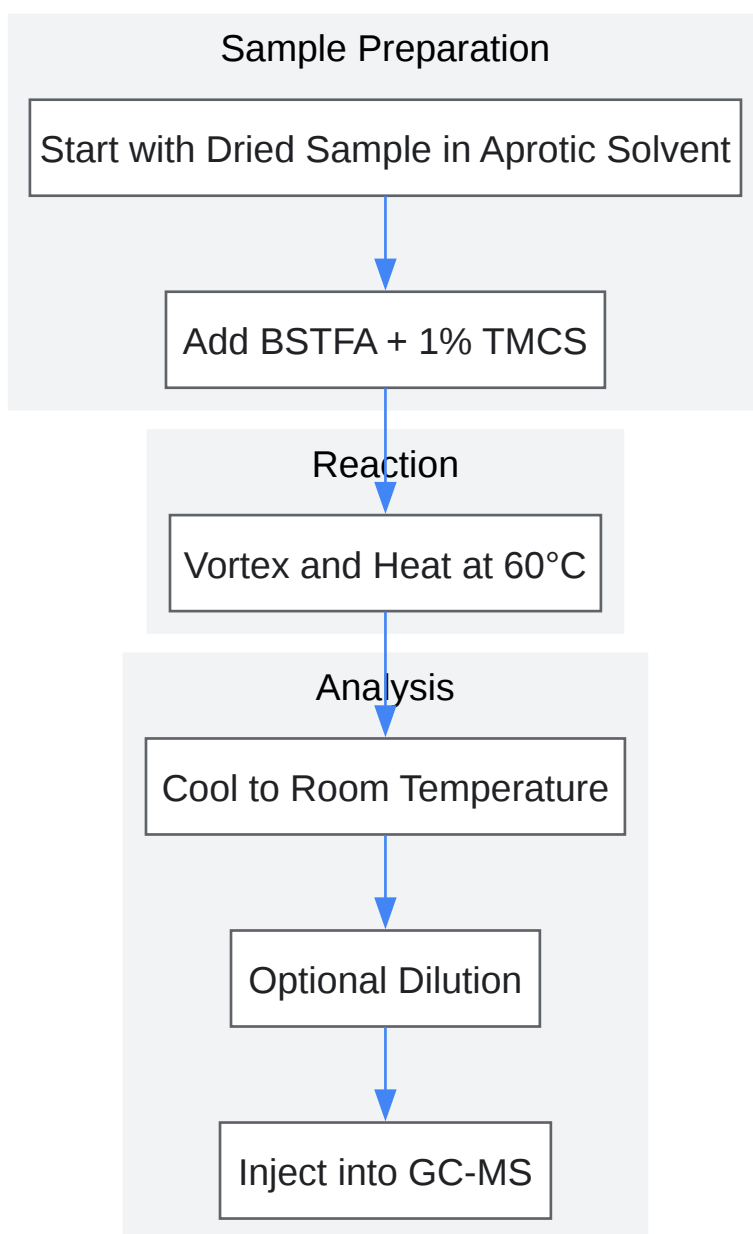 Sample Preparation
Start with Dried Sample in Aprotic Solvent
Add BSTFA + 1% TMCS
Reaction
Vortex and Heat at 60°C
Analysis
Cool to Room Temperature
Optional Dilution
Inject into GC-MS